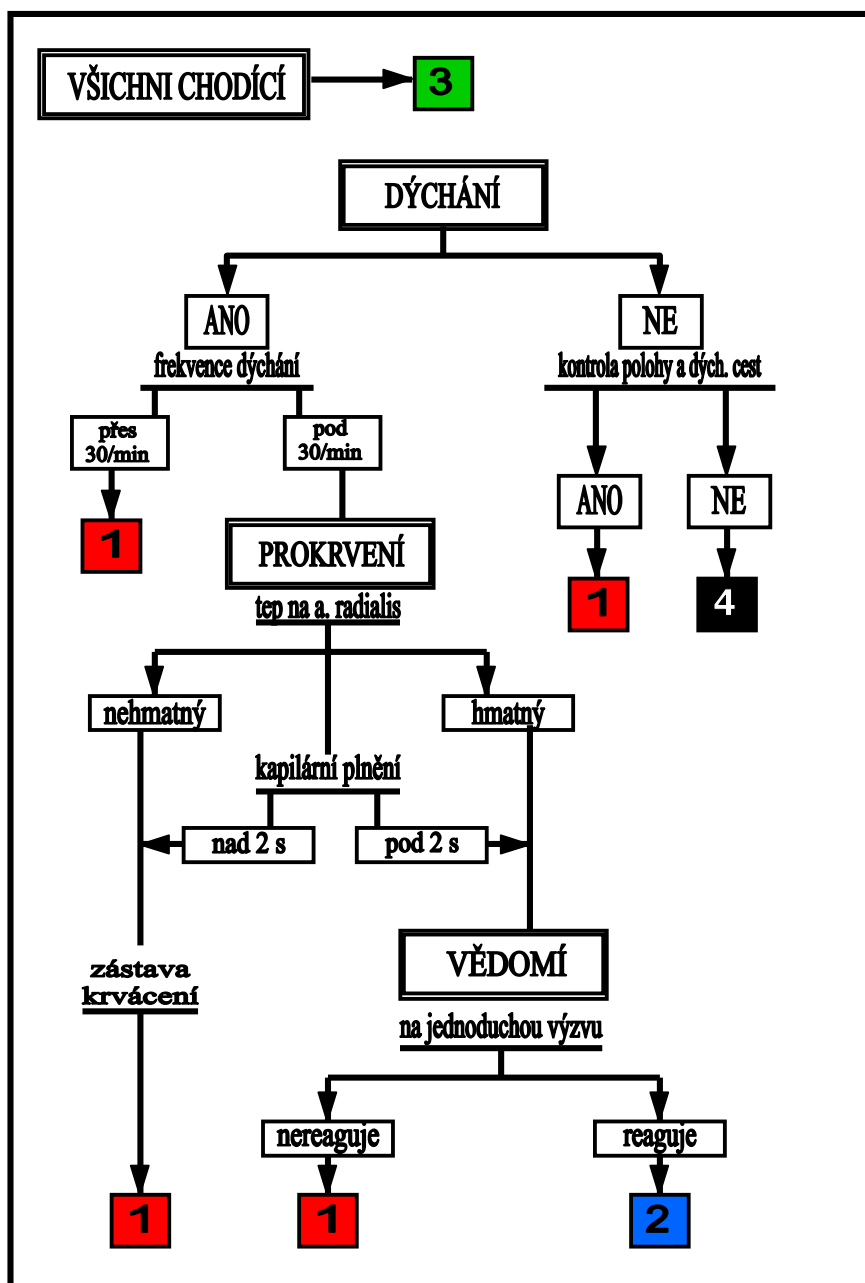 VŠICHNI CHODÍCÍ
3
DÝCHÁNÍ
ANO
NE
frekvence dýchání
kontrola polohy a dých. cest
přes
30/min
pod
30/min
ANO
NE
1
PROKRVENÍ
1
4
tep na a. radialis
nehmatný
hmatný
kapilární plnění
nad 2 s
pod 2 s
VĚDOMÍ
zástava
krvácení
na jednoduchou výzvu
nereaguje
reaguje
1
1
2